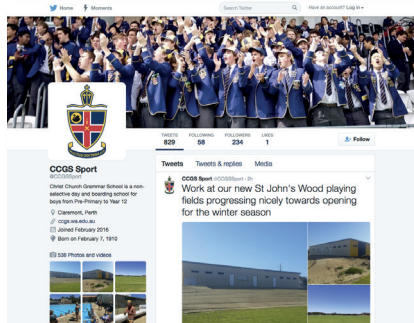 Home Moments
Search Twitter
Have an account? Log in
TWEETS FOLLOWING FOLLOWERS LIKES
829 58 234 1
Follow
CCGS Sport
@CCGSSport
Christ Church Grammar School is a non-
selective day and boarding school for
boys from Pre-Primary to Year 12
Claremont, Perth
ccgs.wa.edu.au
Joined February 2016
Born on February 7, 1910
538 Photos and videos
Tweets Tweets & replies Media
CCGS Sport @CCGSSport · 2h
Work at our new St John's Wood playing
fields progressing nicely towards opening
for the winter season